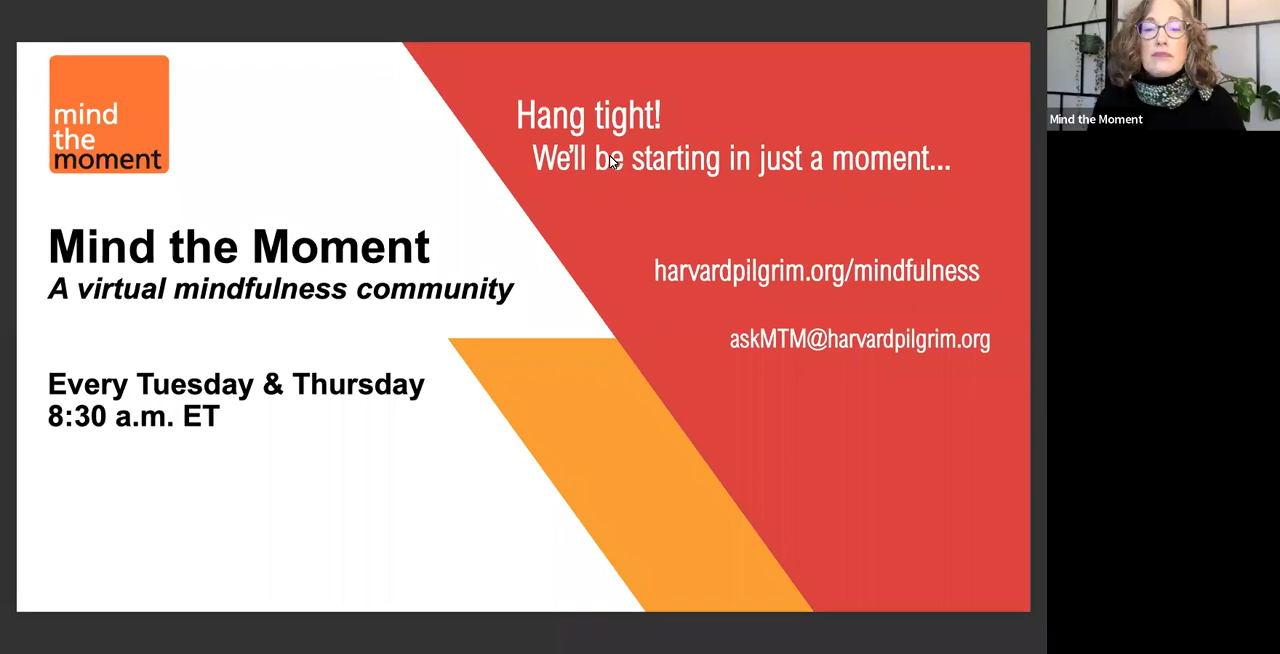 mind
the
moment
Hang tight!
We'll be starting in just a moment...
Mind the Moment
A virtual mindfulness community
harvardpilgrim.org/mindfulness
askMTM@harvardpilgrim.org
Every Tuesday & Thursday
8:30 a.m. ET
Mind the Moment